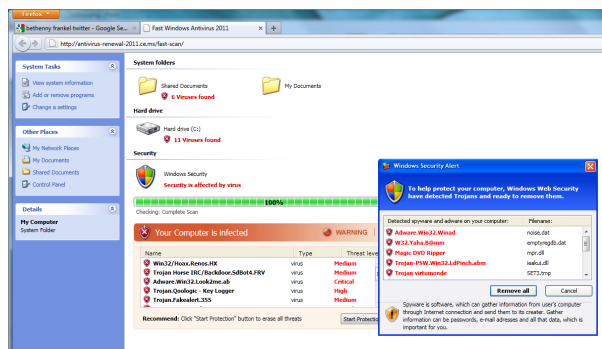 Firefox
bethenny frankel twitter - Google Se...
Fast Windows Antivirus 2011
http://antivirus-renewal-2011.ce.ms/fast-scan/
System Tasks
View system information
Add or remove programs
Change a settings
Other Places
My Network Places
My Documents
Shared Documents
Control Panel
Details
My Computer
System Folder
System folders
Shared Documents
6 Viruses found
My Documents
Hard drive
Hard drive (C:)
11 Viruses found
Security
Windows Security
Security is affected by virus
100%
Checking: Complete Scan
Your Computer is infected
WARNING
Name Type Threat leve
Win32/Hoax.Renos.HX virus Medium
Trojan Horse IRC/Backdoor.SdBot4.FRV virus Medium
Adware.Win32.Look2me.ab virus Critical
Trojan.Qoologic - Key Logger virus High
Trojan.Fakealert.355 virus Medium
Recommend: Click "Start Protection" button to erase all threats
Start Protectio
Windows Security Alert
To help protect your computer, Windows Web Security
have detected Trojans and ready to remove them.
Detected spyware and adware on your computer: Filename:
Adware.Win32.Winad noise.dat
W32.Yaha.B@mm emptyregdb.dat
Magic DVD Ripper mpr.dll
Trojan-PSW.Win32.LdPinch.abm
Trojan virtumonde SET3.tmp
Remove all Cancel
Spyware is software, which can gather information from user's computer
through Internet connection and send them to its creater. Gather
information can be passwords, e-mail adresses and all that data, which is
important for you.